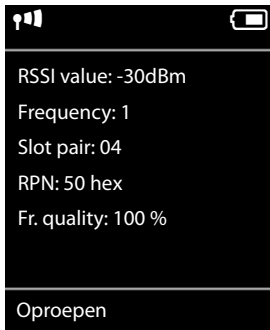 RSSI value: -30dBm
Frequency: 1
Slot pair: 04
RPN: 50 hex
Fr. quality: 100 %
Oproepen